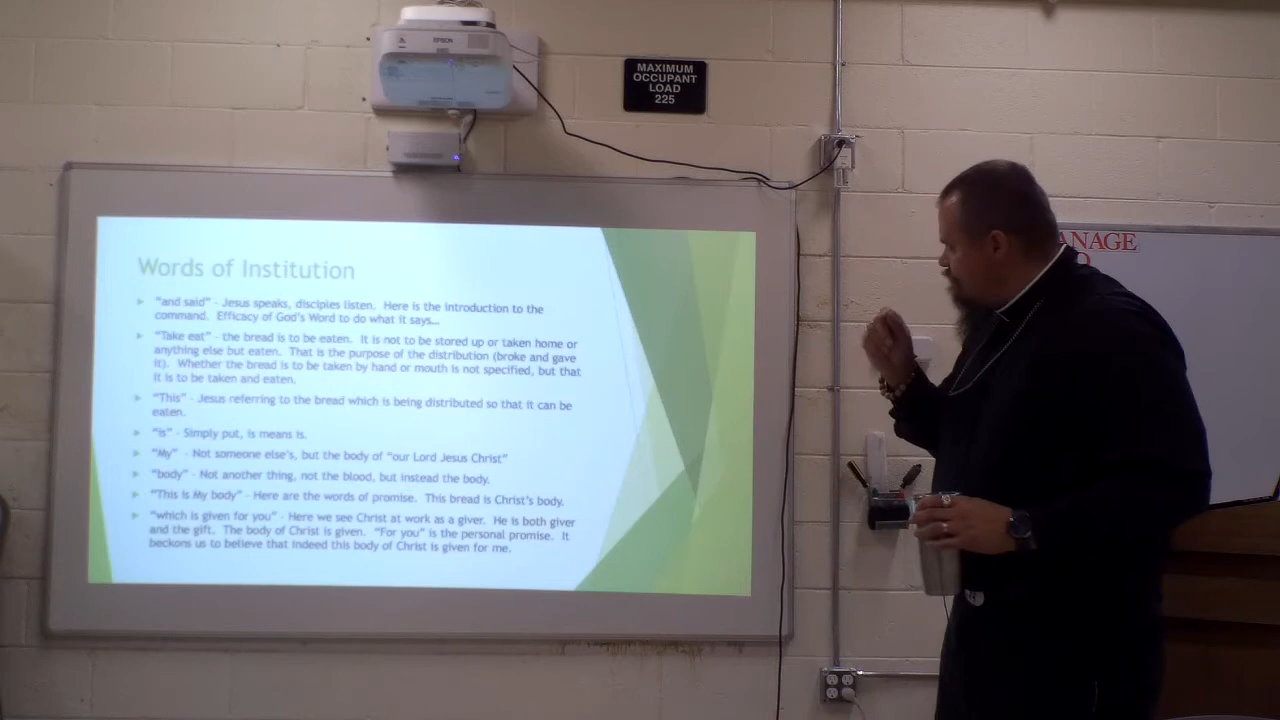 EPSON
MAXIMUM
OCCUPANT
LOAD
225
ANAGE
Words of Institution
"and said" - Jesus speaks, disciples listen. Here is the introduction to the
command. Efficacy of God's Word to do what it says...
"Take eat" - the bread is to be eaten. It is not to be stored up or taken home or
anything else but eaten. That is the purpose of the distribution (broke and gave
it). Whether the bread is to be taken by hand or mouth is not specified, but that
it is to be taken and eaten.
"This" - Jesus referring to the bread which is being distributed so that it can be
eaten.
"is" - Simply put, is means is.
"My" - Not someone else's, but the body of "our Lord Jesus Christ"
"body" - Not another thing, not the blood, but instead the body.
"This is My body" - Here are the words of promise. This bread is Christ's body.
"which is given for you" - Here we see Christ at work as a giver. He is both giver
and the gift. The body of Christ is given. "For you" is the personal promise. It
beckons us to believe that indeed this body of Christ is given for me.